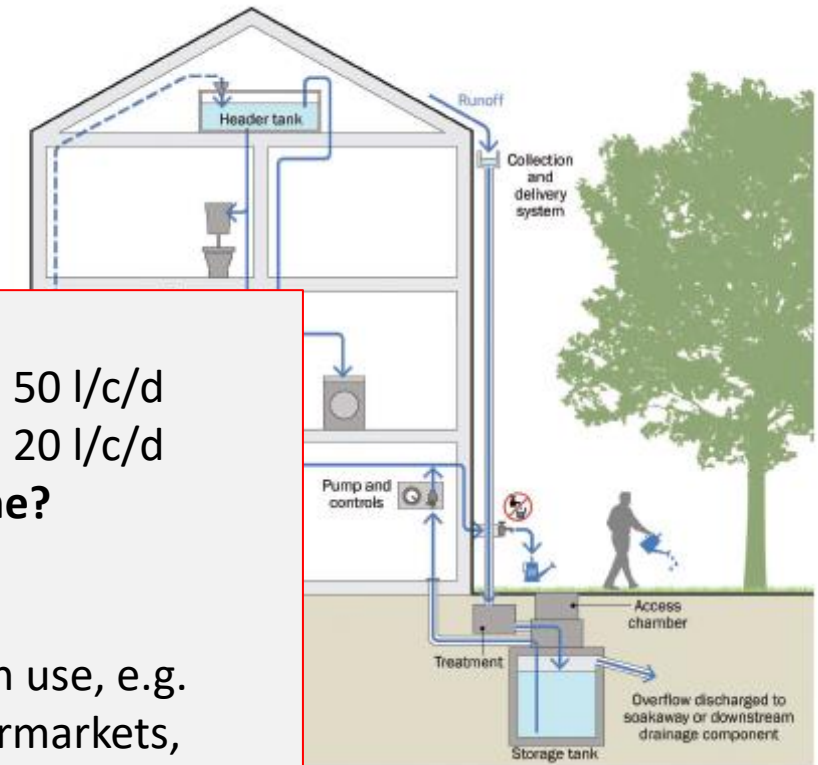 Runoff
Header tank
Collection
and
delivery
system
50 l/c/d
20 l/c/d
ne?
Pump and
controls
n use, e.g.
rmarkets,
Access
chamber
Treatment
Overflow discharged to
soakaway or downstream
drainage component
Storage tank